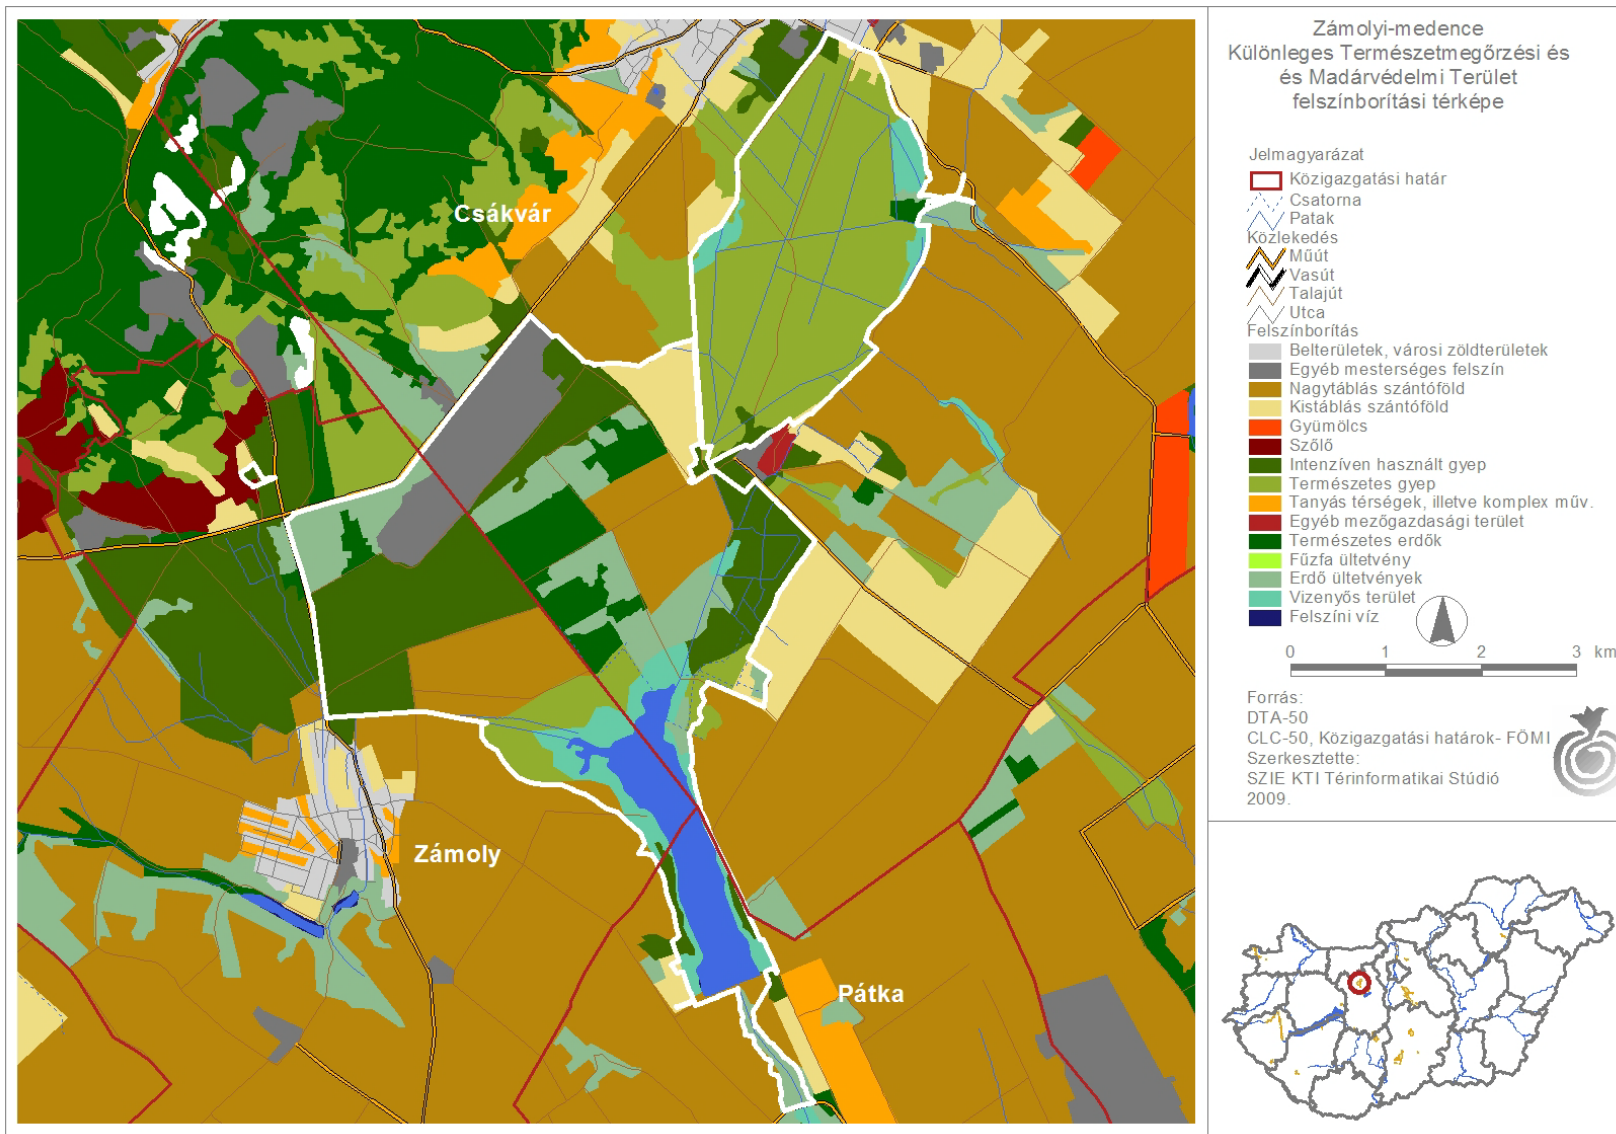 Zámolyi-medence
Különleges Természetmegőrzési és
és Madárvédelmi Terület
felszínborítási térképe
Jelmagyarázat
Közigazgatási határ
Csatorna
Patak
Közlekedés
Műút
Vasút
Talajút
Utca
Felszínborítás
Belterületek, városi zöldterületek
Egyéb mesterséges felszín
Nagytáblás szántóföld
Kistáblás szántóföld
Gyümölcs
Szőlő
Intenzíven használt gyep
Természetes gyep
Tanyás térségek, illetve komplex műv.
Egyéb mezőgazdasági terület
Természetes erdők
Fűzfa ültetvény
Erdő ültetvények
Vizenyős terület
Felszíni víz
0 1 2 3 km
Forrás:
DTA-50
CLC-50, Közigazgatási határok- FÖMI
Szerkesztette:
SZIE KTI Térinformatikai Stúdió
2009.
Csákvár
Zámoly
Pátka